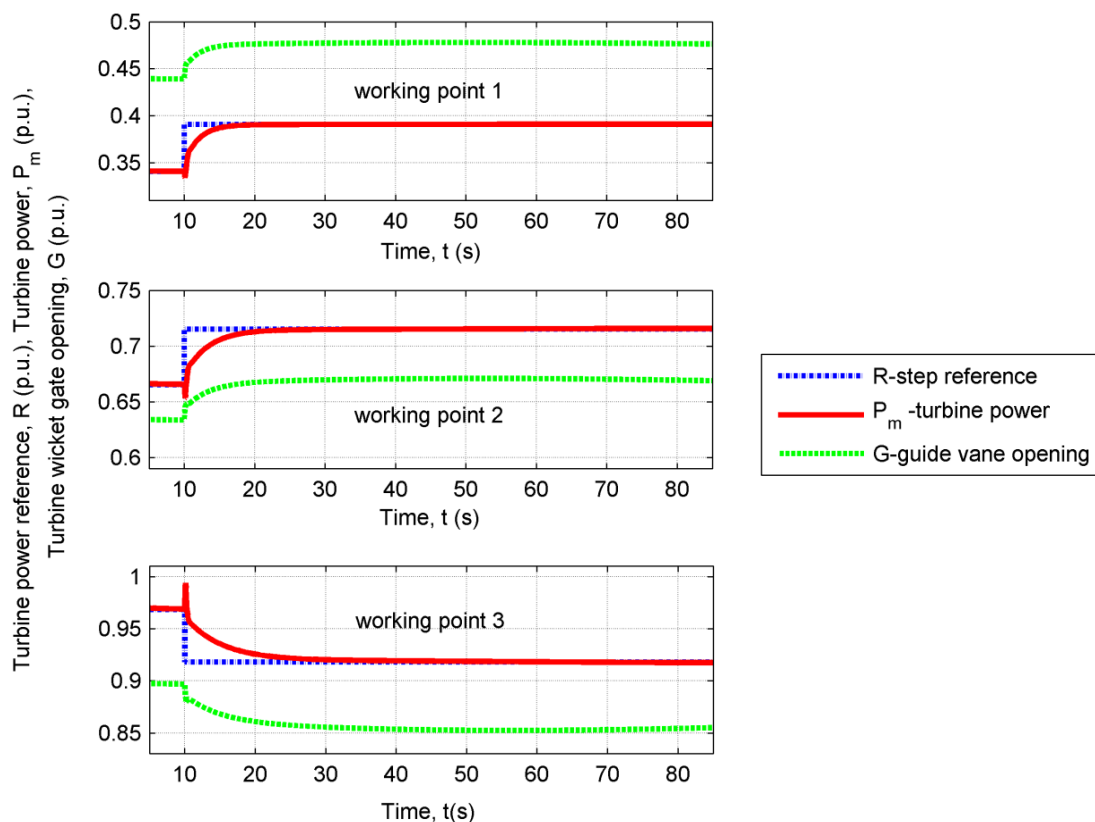 Turbine power reference, R (p.u.), Turbine power, P_m (p.u.),
Turbine wicket gate opening, G (p.u.)
0.5
0.45
0.4
0.35
working point 1
10 20 30 40 50 60 70 80
Time, t (s)
0.75
0.7
0.65
0.6
working point 2
10 20 30 40 50 60 70 80
Time, t (s)
1
0.95
0.9
0.85
working point 3
10 20 30 40 50 60 70 80
Time, t(s)
R-step reference
P_m -turbine power
G-guide vane opening